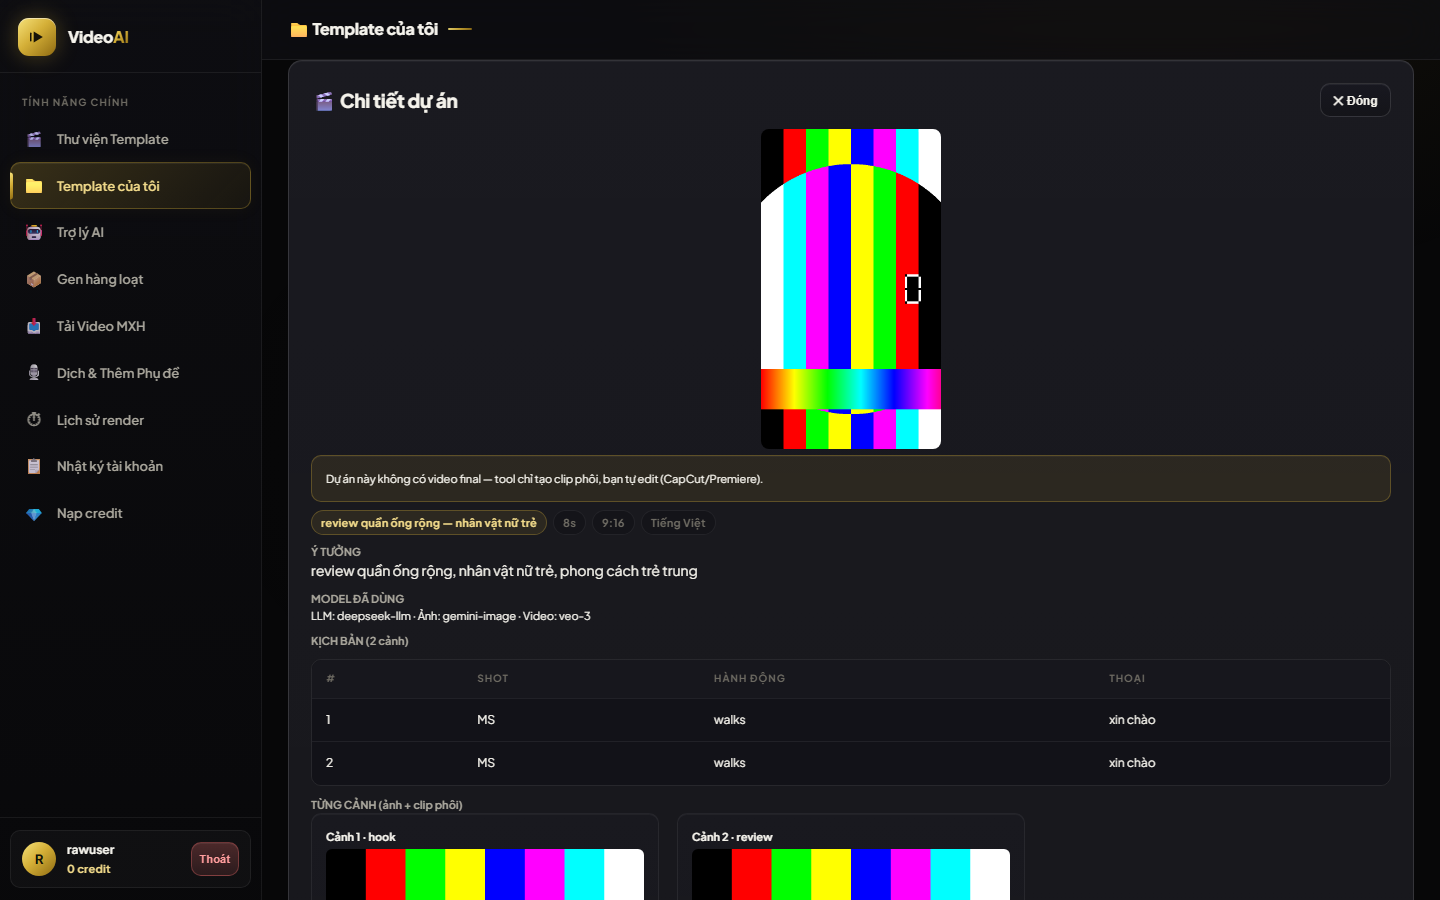 VideoAI
TÍNH NĂNG CHÍNH
Thư viện Template
Template của tôi
Trợ lý AI
Gen hàng loạt
Tải Video MXH
Dịch & Thêm Phụ đề
Lịch sử render
Nhật ký tài khoản
Nạp credit
R
rawuser
0 credit
Thoát
Template của tôi
Chi tiết dự án
✕ Đóng
0
Dự án này không có video final — tool chỉ tạo clip phôi, bạn tự edit (CapCut/Premiere).
review quần ống rộng — nhân vật nữ trẻ 8s 9:16 Tiếng Việt
Ý TƯỞNG
review quần ống rộng, nhân vật nữ trẻ, phong cách trẻ trung
MODEL ĐÃ DÙNG
LLM: deepseek-llm · Ảnh: gemini-image · Video: veo-3
KỊCH BẢN (2 cảnh)
# SHOT HÀNH ĐỘNG THOẠI
1 MS walks xin chào
2 MS walks xin chào
TỪNG CẢNH (ảnh + clip phôi)
Cảnh 1 · hook
Cảnh 2 · review